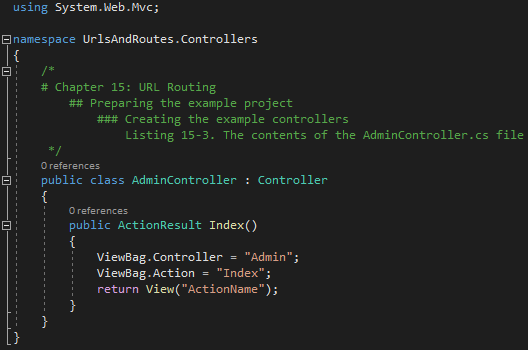 using System.Web.Mvc;
namespace UrlsAndRoutes.Controllers
{
/*
# Chapter 15: URL Routing
## Preparing the example project
### Creating the example controllers
Listing 15-3. The contents of the AdminController.cs file
*/
0 references
public class AdminController : Controller
{
0 references
public ActionResult Index()
{
ViewBag.Controller = "Admin";
ViewBag.Action = "Index";
return View("ActionName");
}
}
}